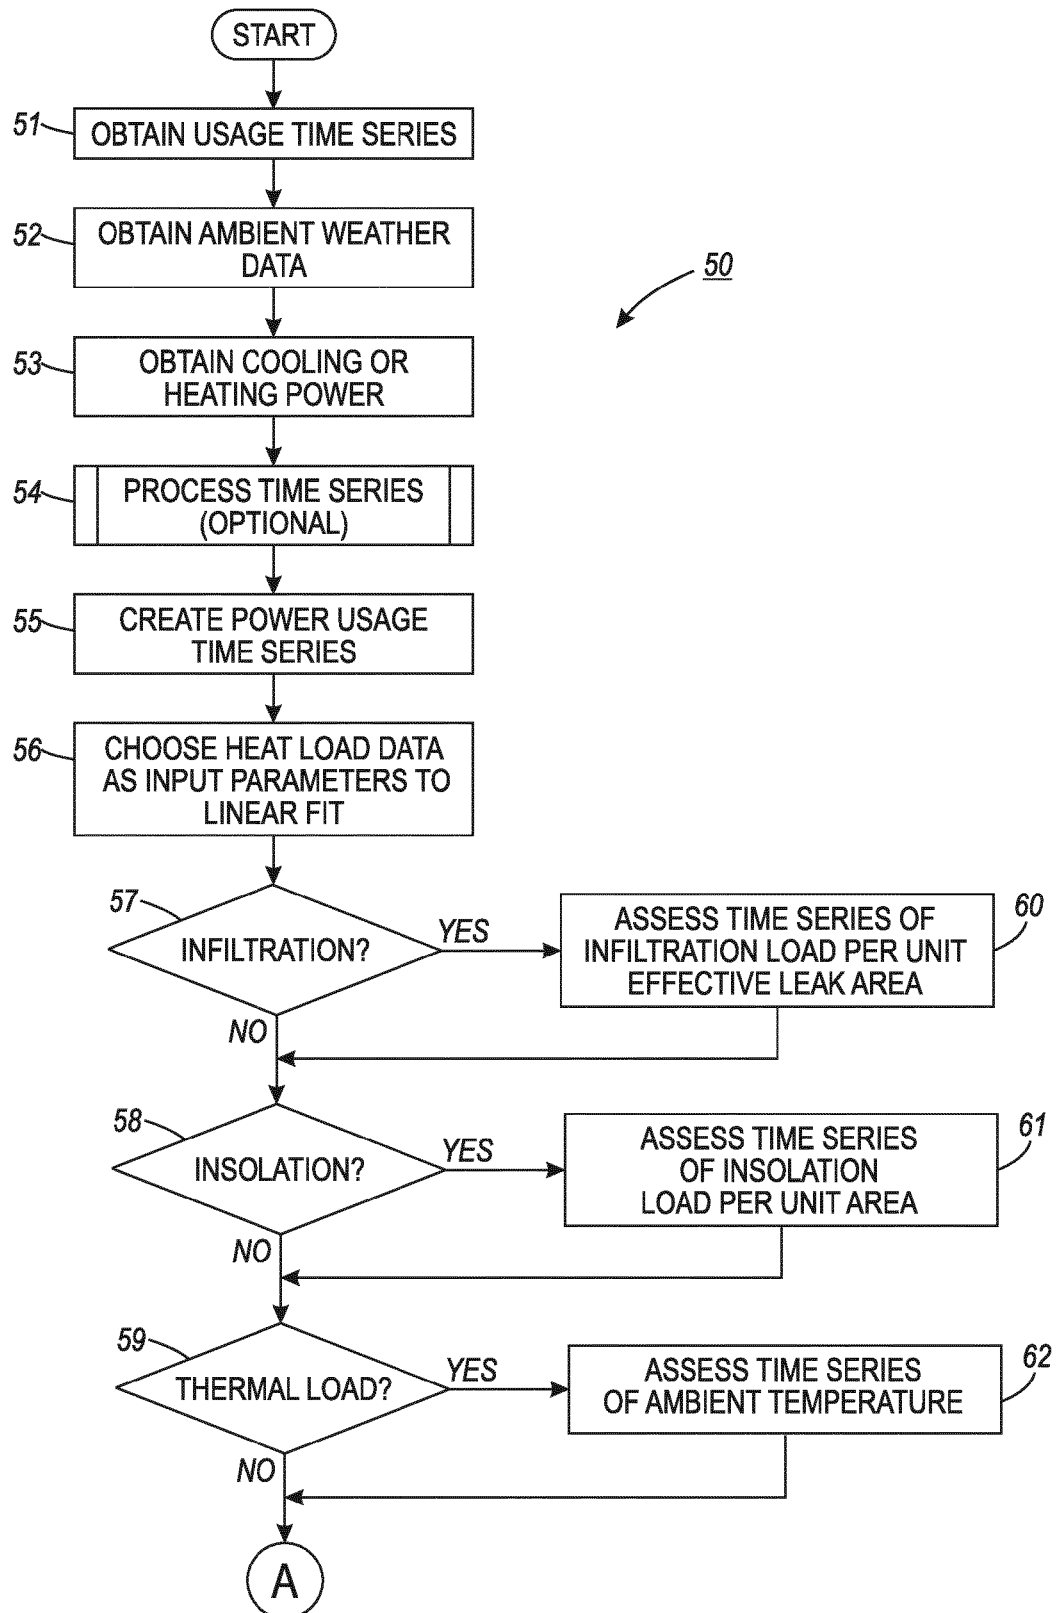 START
51
OBTAIN USAGE TIME SERIES
52
OBTAIN AMBIENT WEATHER
DATA
50
53
OBTAIN COOLING OR
HEATING POWER
54
PROCESS TIME SERIES
(OPTIONAL)
55
CREATE POWER USAGE
TIME SERIES
56
CHOOSE HEAT LOAD DATA
AS INPUT PARAMETERS TO
LINEAR FIT
57
INFILTRATION?
YES
NO
60
ASSESS TIME SERIES OF
INFILTRATION LOAD PER UNIT
EFFECTIVE LEAK AREA
58
INSOLATION?
YES
NO
61
ASSESS TIME SERIES
OF INSOLATION
LOAD PER UNIT AREA
59
THERMAL LOAD?
YES
NO
62
ASSESS TIME SERIES
OF AMBIENT TEMPERATURE
A